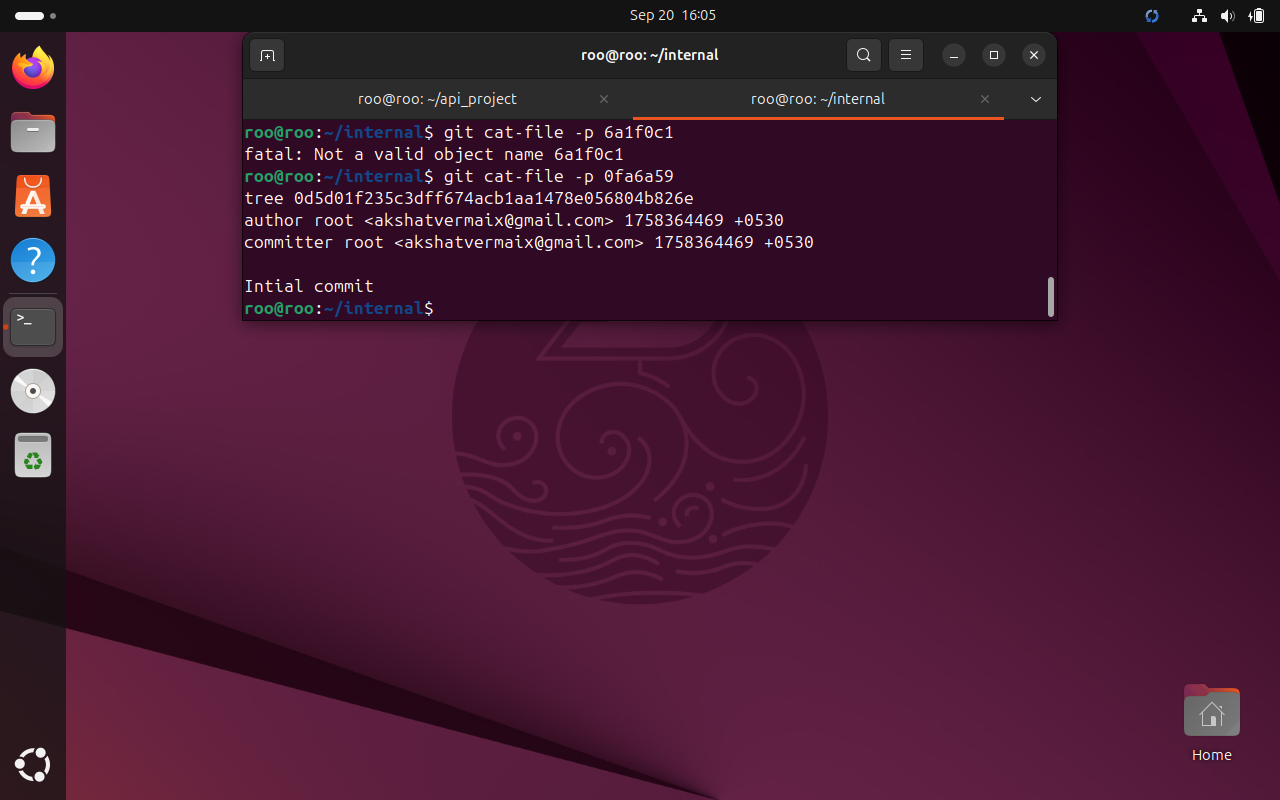 Sep 20 16:05
roo@roo: ~/internal
roo@roo: ~/api_project
roo@roo: ~/internal
roo@roo:~/internal$ git cat-file -p 6a1f0c1
fatal: Not a valid object name 6a1f0c1
roo@roo:~/internal$ git cat-file -p 0fa6a59
tree 0d5d01f235c3dff674acb1aa1478e056804b826e
author root <akshatvermaix@gmail.com> 1758364469 +0530
committer root <akshatvermaix@gmail.com> 1758364469 +0530
Intial commit
roo@roo:~/internal$
Home